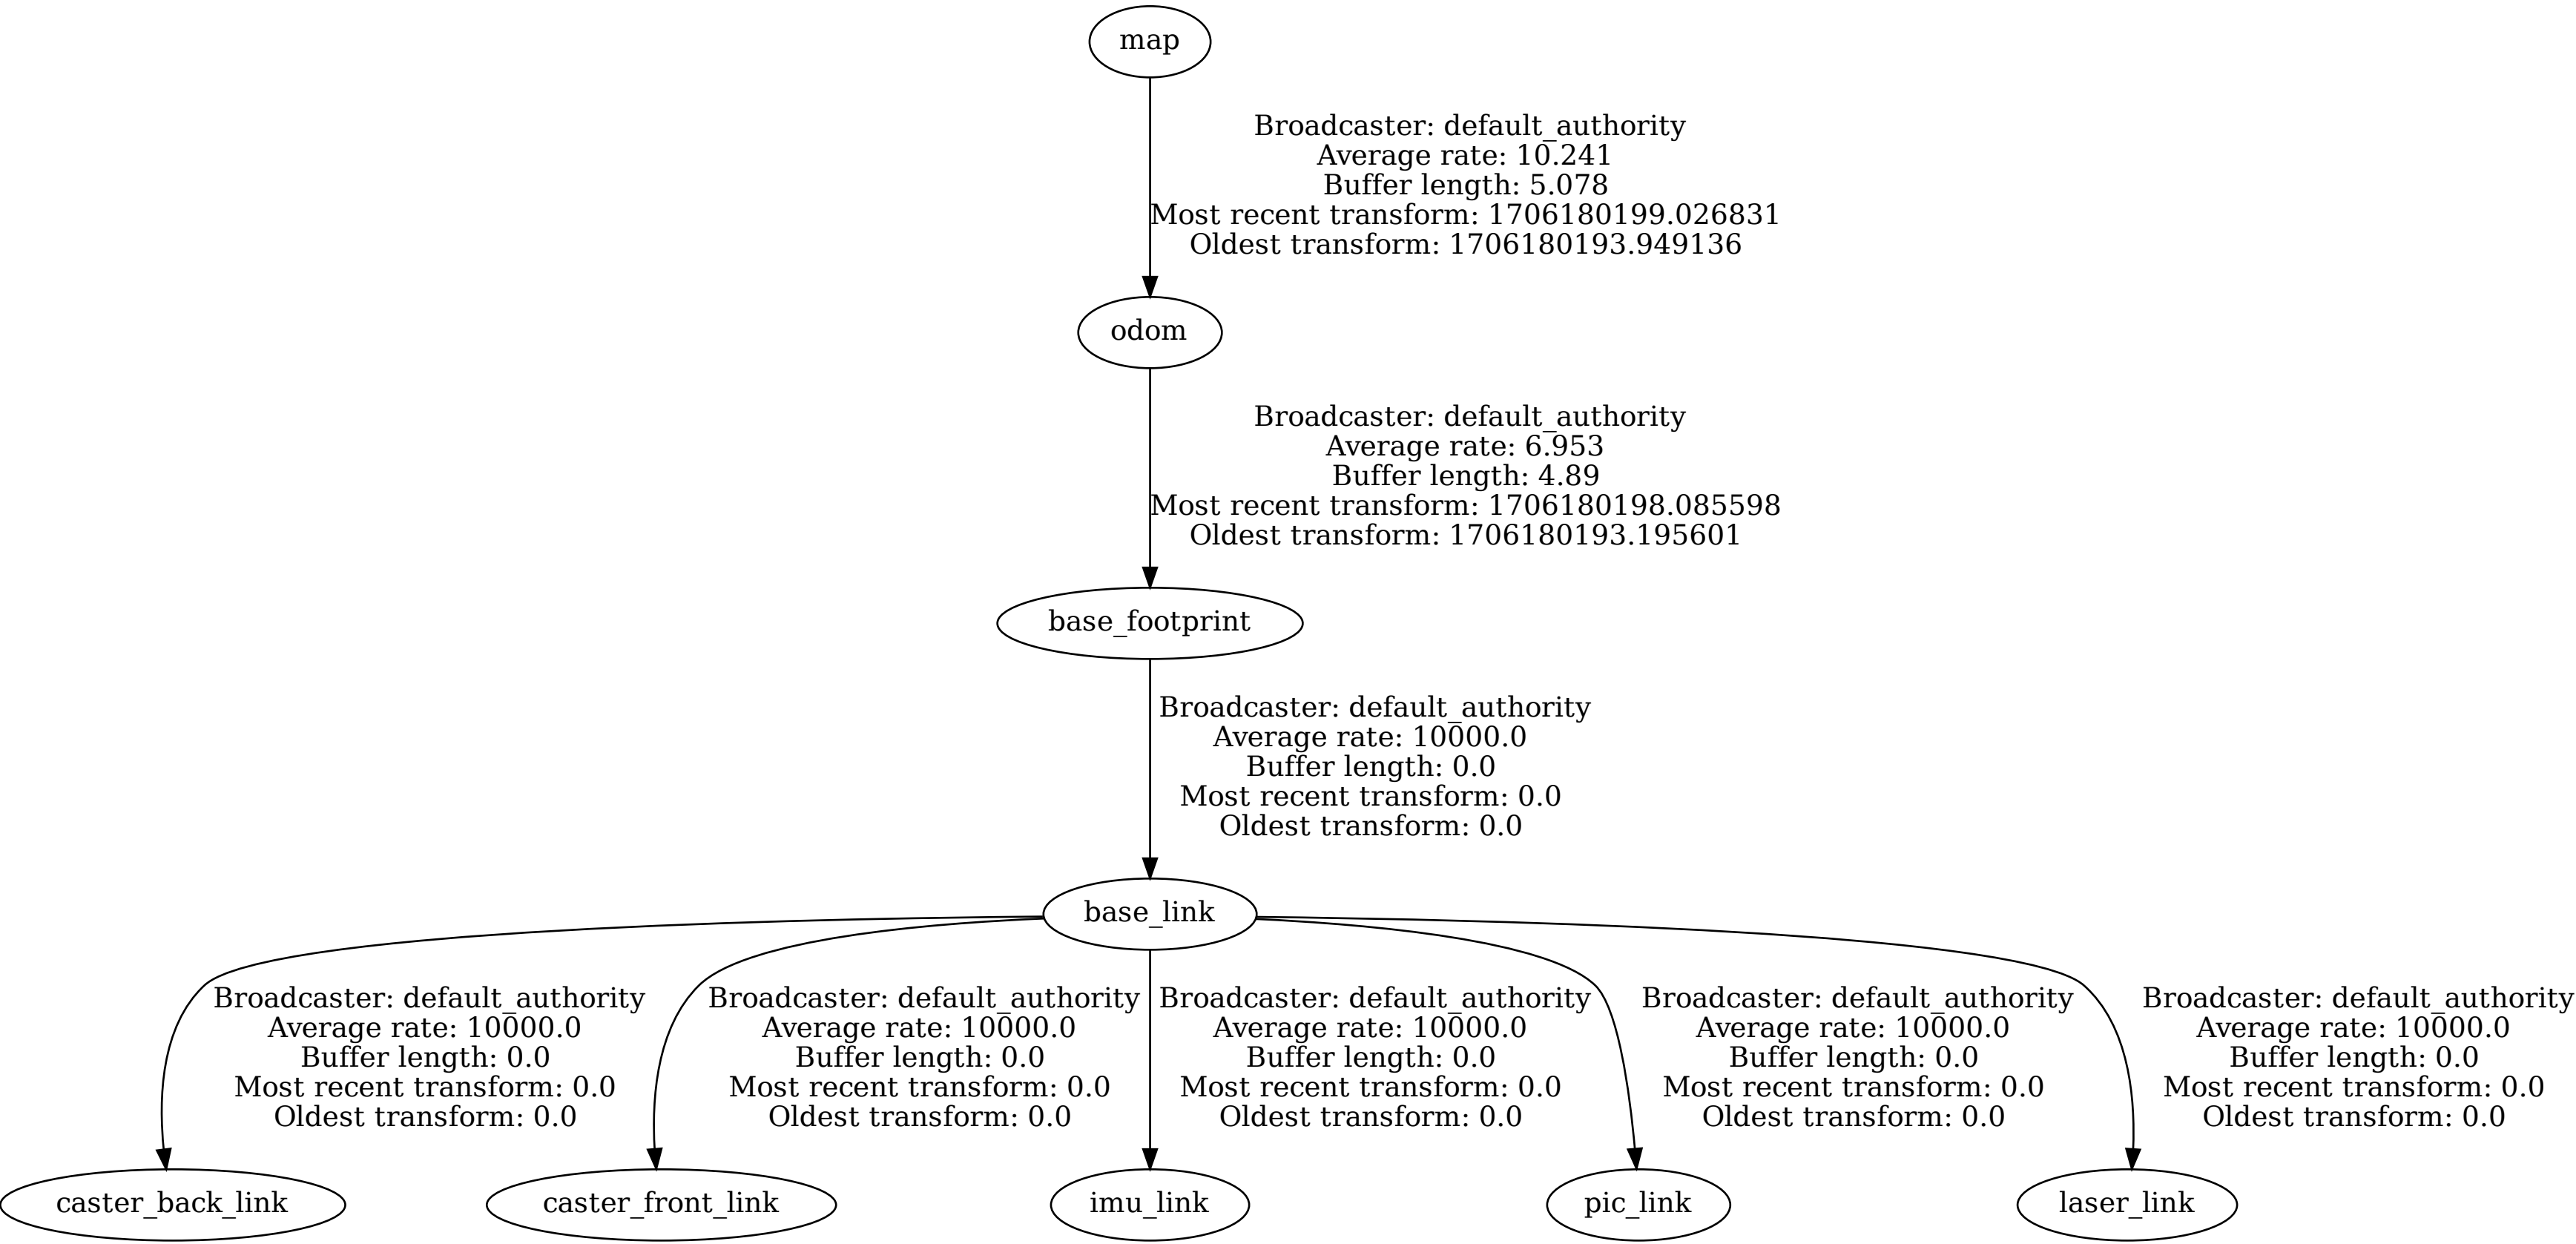 map
Broadcaster: default_authority
Average rate: 10.241
Buffer length: 5.078
Most recent transform: 1706180199.026831
Oldest transform: 1706180193.949136
odom
Broadcaster: default_authority
Average rate: 6.953
Buffer length: 4.89
Most recent transform: 1706180198.085598
Oldest transform: 1706180193.195601
base_footprint
Broadcaster: default_authority
Average rate: 10000.0
Buffer length: 0.0
Most recent transform: 0.0
Oldest transform: 0.0
base_link
Broadcaster: default_authority
Average rate: 10000.0
Buffer length: 0.0
Most recent transform: 0.0
Oldest transform: 0.0
Broadcaster: default_authority
Average rate: 10000.0
Buffer length: 0.0
Most recent transform: 0.0
Oldest transform: 0.0
Broadcaster: default_authority
Average rate: 10000.0
Buffer length: 0.0
Most recent transform: 0.0
Oldest transform: 0.0
Broadcaster: default_authority
Average rate: 10000.0
Buffer length: 0.0
Most recent transform: 0.0
Oldest transform: 0.0
Broadcaster: default_authority
Average rate: 10000.0
Buffer length: 0.0
Most recent transform: 0.0
Oldest transform: 0.0
caster_back_link
caster_front_link
imu_link
pic_link
laser_link